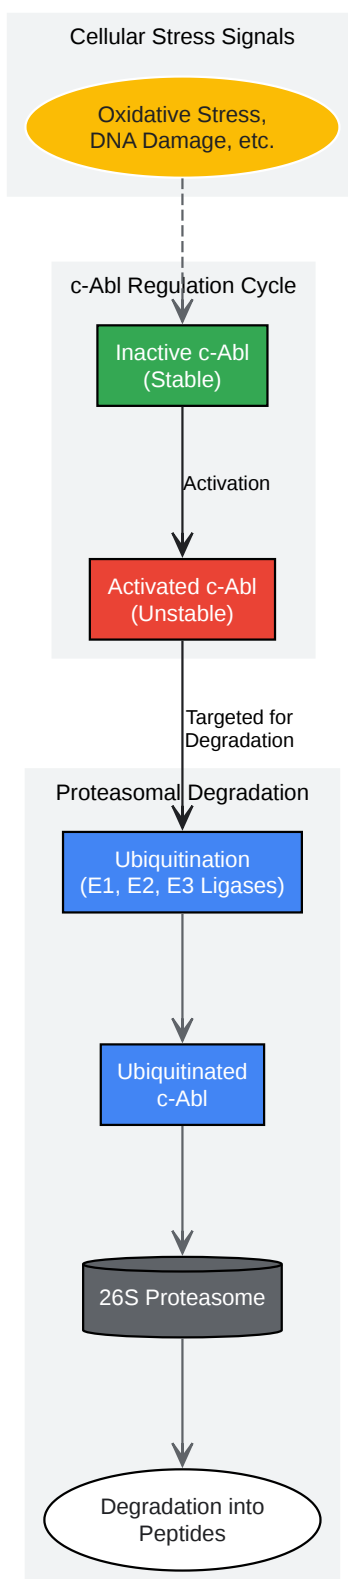 Cellular Stress Signals
Oxidative Stress,
DNA Damage, etc.
c-Abl Regulation Cycle
Inactive c-Abl
(Stable)
Activation
Activated c-Abl
(Unstable)
Targeted for
Degradation
Proteasomal Degradation
Ubiquitination
(E1, E2, E3 Ligases)
Ubiquitinated
c-Abl
26S Proteasome
Degradation into
Peptides